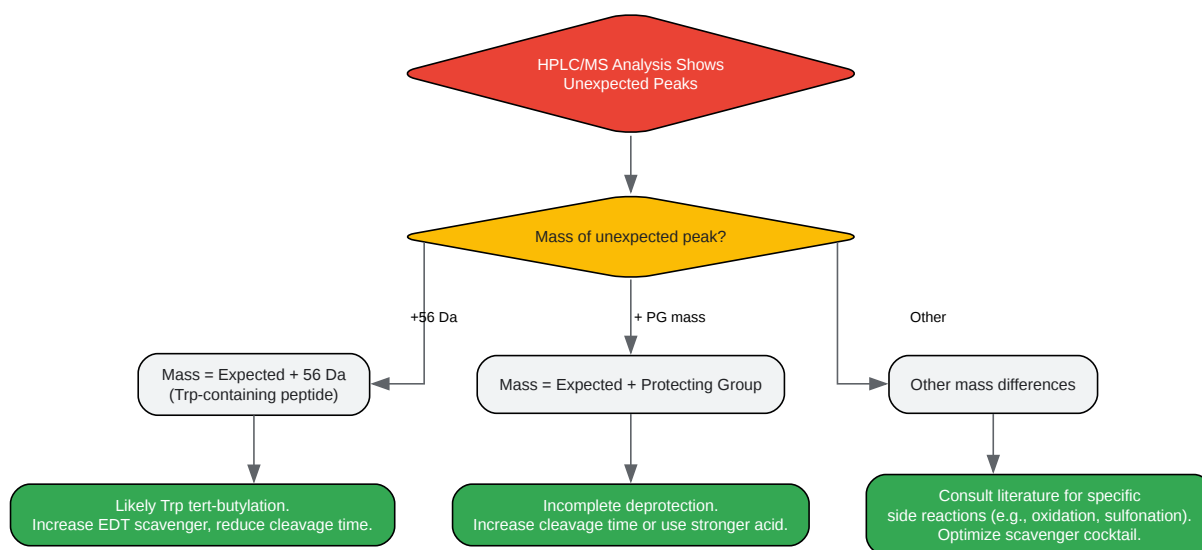 HPLC/MS Analysis Shows
Unexpected Peaks
Mass of unexpected peak?
+56 Da
+ PG mass
Other
Mass = Expected + 56 Da
(Trp-containing peptide)
Mass = Expected + Protecting Group
Other mass differences
Likely Trp tert-butylation.
Increase EDT scavenger, reduce cleavage time.
Incomplete deprotection.
Increase cleavage time or use stronger acid.
Consult literature for specific
side reactions (e.g., oxidation, sulfonation).
Optimize scavenger cocktail.